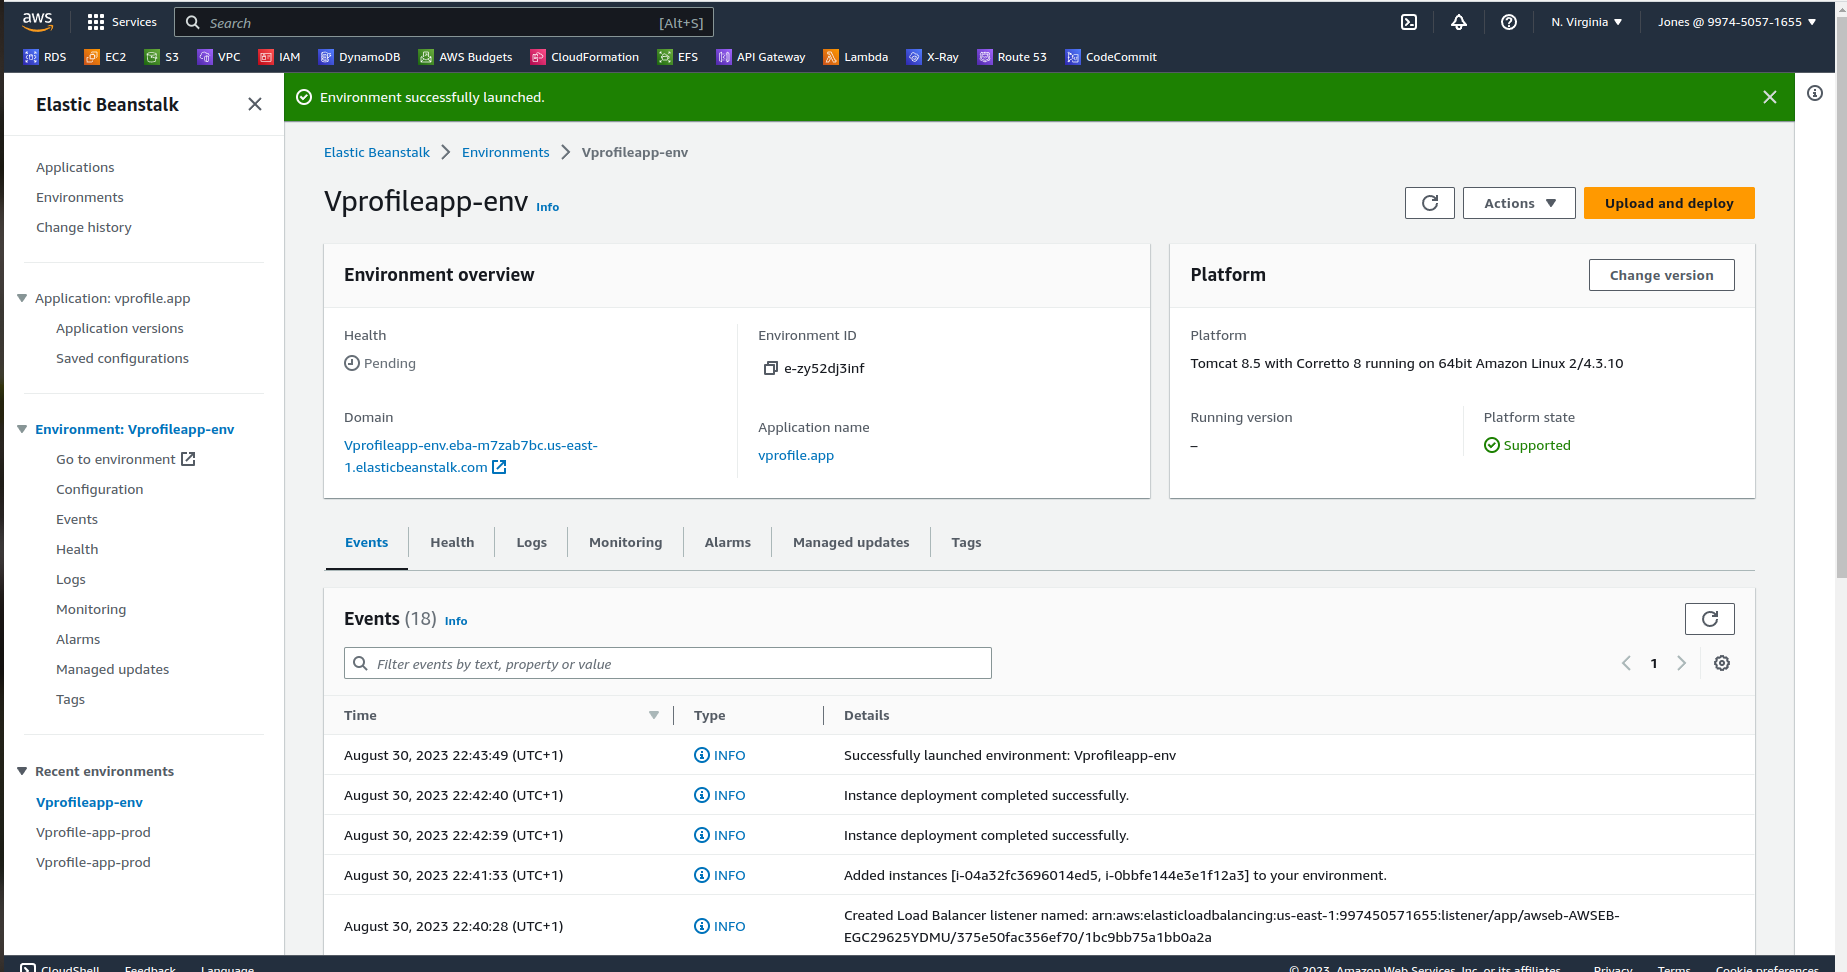 aws
Services
Search
[Alt+S]
N. Virginia
Jones @ 9974-5057-1655
RDS
EC2
S3
VPC
IAM
DynamoDB
AWS Budgets
CloudFormation
EFS
API Gateway
Lambda
X-Ray
Route 53
CodeCommit
Elastic Beanstalk
Applications
Environments
Change history
Application: vprofile.app
Application versions
Saved configurations
Environment: Vprofileapp-env
Go to environment
Configuration
Events
Health
Logs
Monitoring
Alarms
Managed updates
Tags
Recent environments
Vprofileapp-env
Vprofile-app-prod
Vprofile-app-prod
Environment successfully launched.
Elastic Beanstalk
Environments
Vprofileapp-env
Vprofileapp-env Info
Actions
Upload and deploy
Environment overview
Health
Pending
Domain
Vprofileapp-env.eba-m7zab7bc.us-east-
1.elasticbeanstalk.com
Environment ID
e-zy52dj3inf
Application name
vprofile.app
Platform
Change version
Platform
Tomcat 8.5 with Corretto 8 running on 64bit Amazon Linux 2/4.3.10
Running version
–
Platform state
Supported
Events
Health
Logs
Monitoring
Alarms
Managed updates
Tags
Events (18) Info
Filter events by text, property or value
1
Time Type Details
August 30, 2023 22:43:49 (UTC+1) INFO Successfully launched environment: Vprofileapp-env
August 30, 2023 22:42:40 (UTC+1) INFO Instance deployment completed successfully.
August 30, 2023 22:42:39 (UTC+1) INFO Instance deployment completed successfully.
August 30, 2023 22:41:33 (UTC+1) INFO Added instances [i-04a32fc3696014ed5, i-0bbfe144e3e1f12a3] to your environment.
August 30, 2023 22:40:28 (UTC+1) INFO Created Load Balancer listener named: arn:aws:elasticloadbalancing:us-east-1:997450571655:listener/app/awseb-AWSEB-
EGC29625YDMU/375e50fac356ef70/1bc9bb75a1bb0a2a
CloudShell
Feedback
Language
© 2023, Amazon Web Services, Inc. or its affiliates.
Privacy
Terms
Cookie preferences